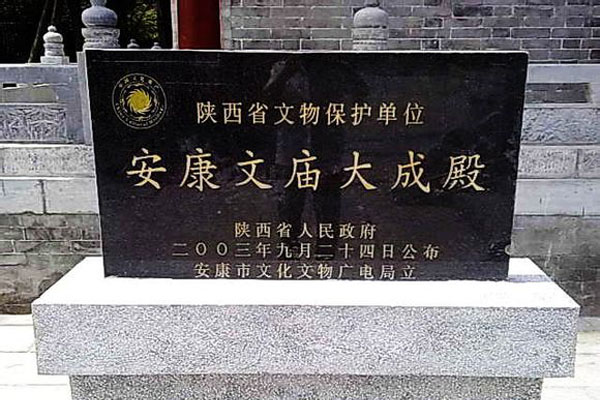 陕西省文物保护单位
安康文庙大成殿
陕西省人民政府
二〇〇三年九月二十四日公布
安康市文化文物广电局立